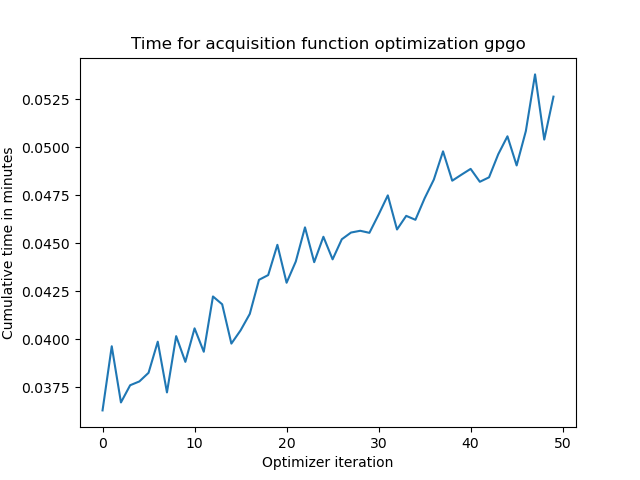 Time for acquisition function optimization gpgo
0.0525
0.0500
0.0475
0.0450
0.0425
0.0400
0.0375
Cumulative time in minutes
0 10 20 30 40 50
Optimizer iteration